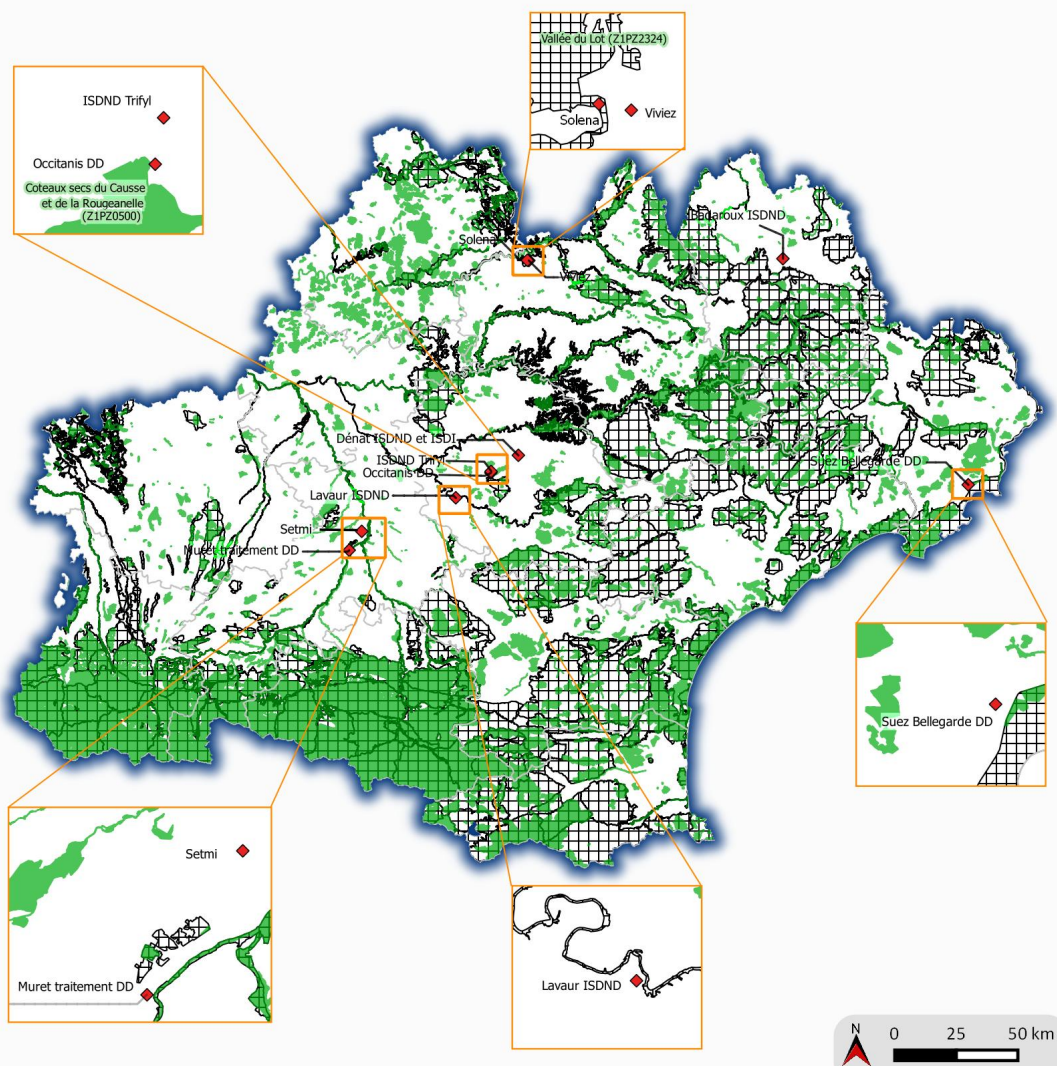 Vallée du Lot (Z1PZ2324)
Solena
Viviez
ISDND Trifyl
Occitanis DD
Coteaux secs du Causse
et de la Rougeanelle
(Z1PZ0500)
Badaroux ISDND
Solena
Viviez
Dénat ISDND et ISDI
ISDND Trifyl
Occitanis DD
Suez Bellegarde DD
Lavaur ISDND
Setmi
Muret traitement DD
Suez Bellegarde DD
Setmi
Muret traitement DD
Lavaur ISDND
N
0 25 50 km